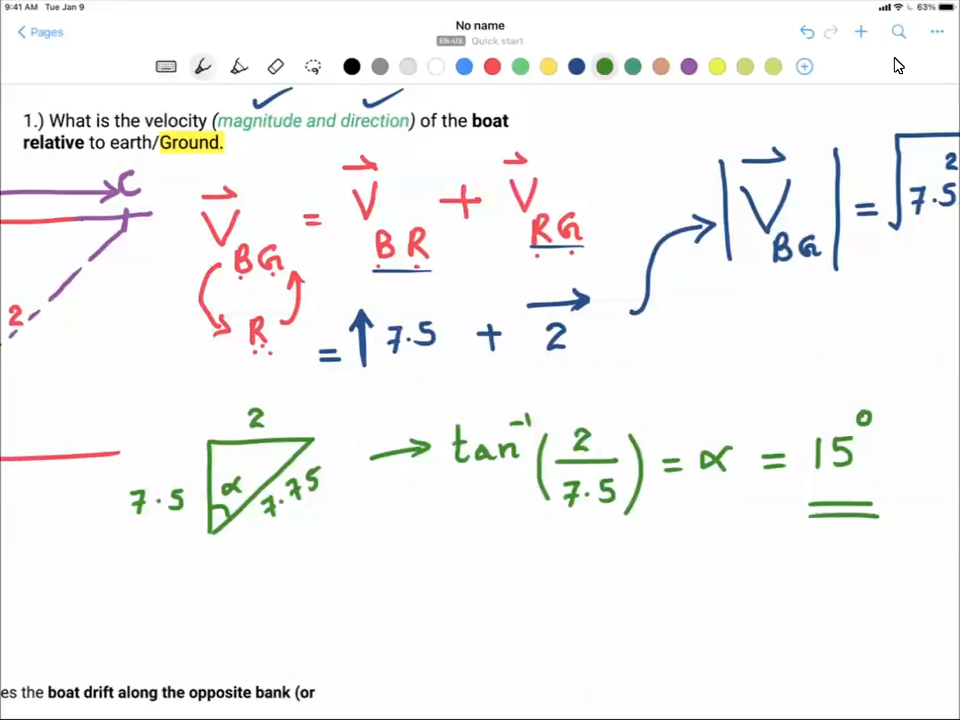 9:41 AM Tue Jan 9
63%
Pages
No name
EN-US Quick start
1.) What is the velocity (magnitude and direction) of the boat
relative to earth/Ground.
C
2
V BG = V BR + V RG
R
= ↑ 7.5 + 2
|V BG| = √7.5²
2
7.5
α
7.75
→ tan⁻¹(2/7.5) = α = 15°
es the boat drift along the opposite bank (or